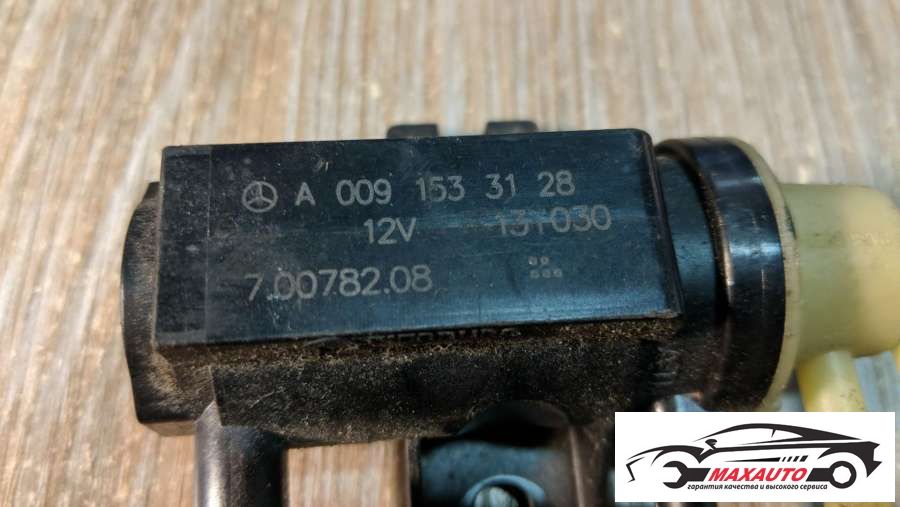 A 009 153 31 28
12V 131030
7.00782.08
MAXAUTO
гарантия качества и высокого сервиса